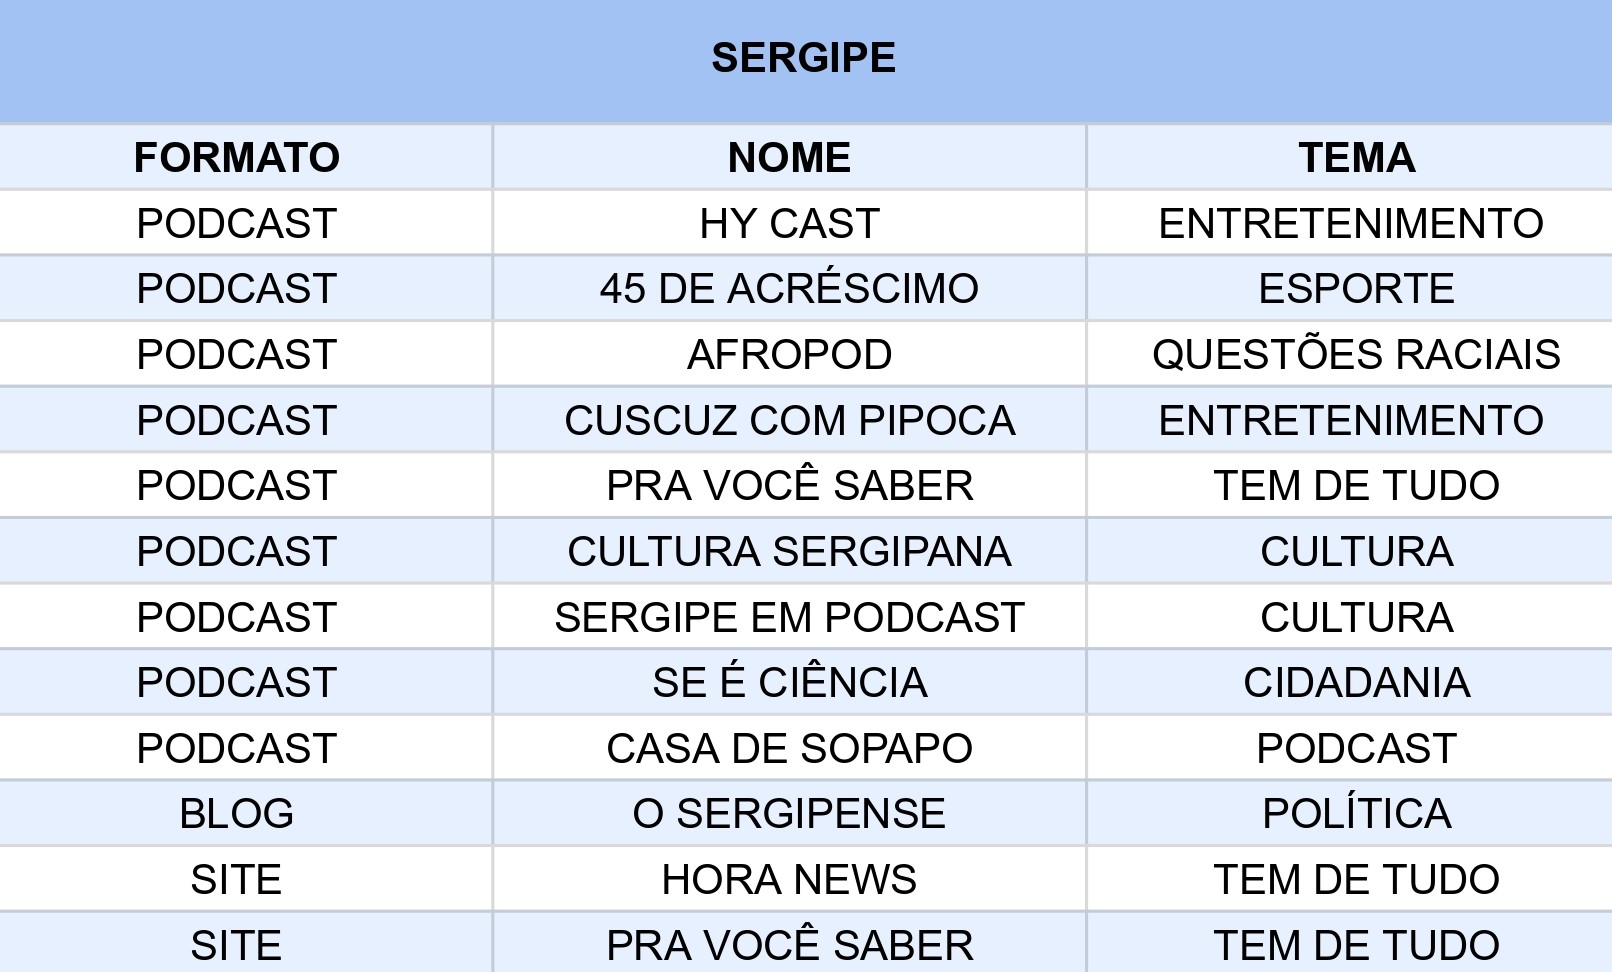 SERGIPE
FORMATO NOME TEMA
PODCAST HY CAST ENTRETENIMENTO
PODCAST 45 DE ACRÉSCIMO ESPORTE
PODCAST AFROPOD QUESTÕES RACIAIS
PODCAST CUSCUZ COM PIPOCA ENTRETENIMENTO
PODCAST PRA VOCÊ SABER TEM DE TUDO
PODCAST CULTURA SERGIPANA CULTURA
PODCAST SERGIPE EM PODCAST CULTURA
PODCAST SE É CIÊNCIA CIDADANIA
PODCAST CASA DE SOPAPO PODCAST
BLOG O SERGIPENSE POLÍTICA
SITE HORA NEWS TEM DE TUDO
SITE PRA VOCÊ SABER TEM DE TUDO